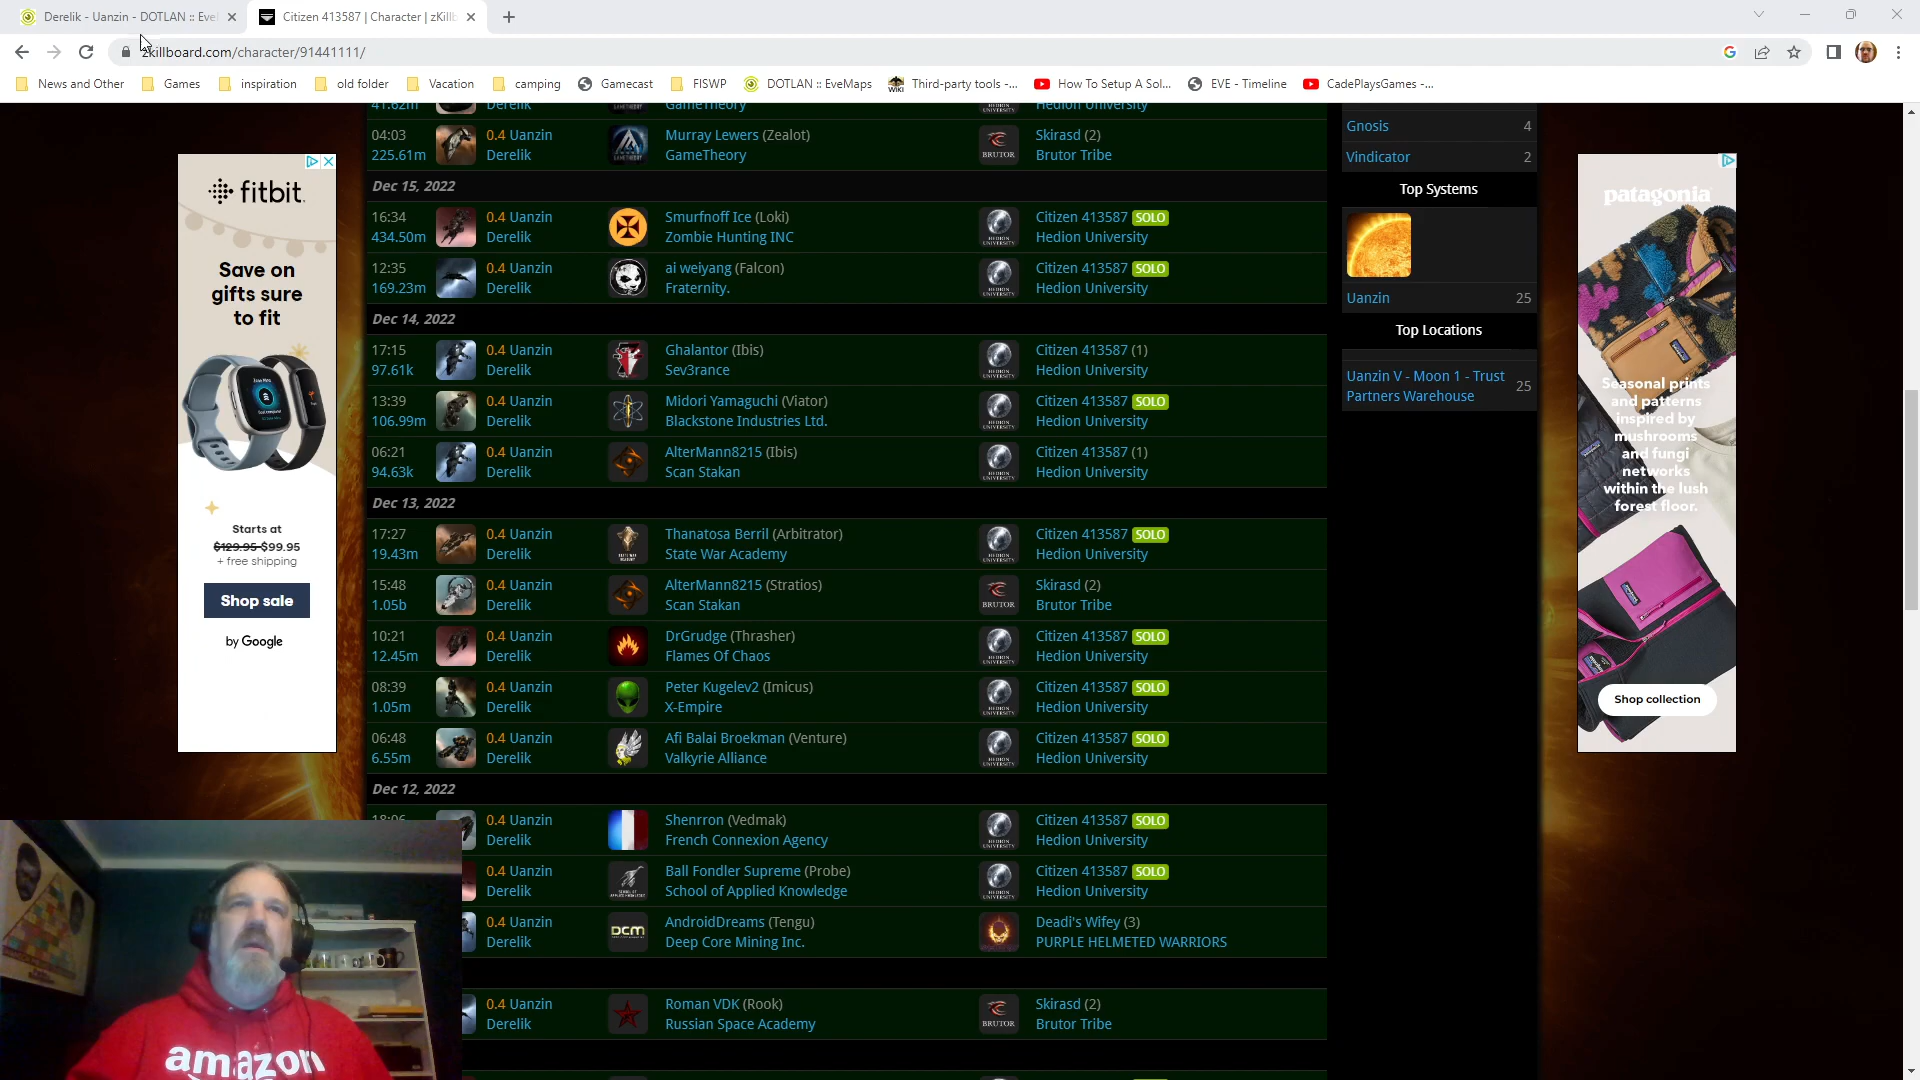 Derelik - Uanzin - DOTLAN :: Eve
Citizen 413587 | Character | zKillb
zkillboard.com/character/91441111/
News and Other
Games
inspiration
old folder
Vacation
camping
Gamecast
FISWP
DOTLAN :: EveMaps
Third-party tools -...
How To Setup A Sol...
EVE - Timeline
CadePlaysGames -...
41.62m Derelik GameTheory Hedion University
04:03 0.4 Uanzin Murray Lewers (Zealot) Skirasd (2)
225.61m Derelik GameTheory Brutor Tribe
Dec 15, 2022
16:34 0.4 Uanzin Smurfnoff Ice (Loki) Citizen 413587 SOLO
434.50m Derelik Zombie Hunting INC Hedion University
12:35 0.4 Uanzin ai weiyang (Falcon) Citizen 413587 SOLO
169.23m Derelik Fraternity. Hedion University
Dec 14, 2022
17:15 0.4 Uanzin Ghalantor (Ibis) Citizen 413587 (1)
97.61k Derelik Sev3rance Hedion University
13:39 0.4 Uanzin Midori Yamaguchi (Viator) Citizen 413587 SOLO
106.99m Derelik Blackstone Industries Ltd. Hedion University
06:21 0.4 Uanzin AlterMann8215 (Ibis) Citizen 413587 (1)
94.63k Derelik Scan Stakan Hedion University
Dec 13, 2022
17:27 0.4 Uanzin Thanatosa Berril (Arbitrator) Citizen 413587 SOLO
19.43m Derelik State War Academy Hedion University
15:48 0.4 Uanzin AlterMann8215 (Stratios) Skirasd (2)
1.05b Derelik Scan Stakan Brutor Tribe
10:21 0.4 Uanzin DrGrudge (Thrasher) Citizen 413587 SOLO
12.45m Derelik Flames Of Chaos Hedion University
08:39 0.4 Uanzin Peter Kugelev2 (Imicus) Citizen 413587 SOLO
1.05m Derelik X-Empire Hedion University
06:48 0.4 Uanzin Afi Balai Broekman (Venture) Citizen 413587 SOLO
6.55m Derelik Valkyrie Alliance Hedion University
Dec 12, 2022
18:06 0.4 Uanzin Shenrron (Vedmak) Citizen 413587 SOLO
Derelik French Connexion Agency Hedion University
0.4 Uanzin Ball Fondler Supreme (Probe) Citizen 413587 SOLO
Derelik School of Applied Knowledge Hedion University
0.4 Uanzin AndroidDreams (Tengu) Deadi's Wifey (3)
Derelik Deep Core Mining Inc. PURPLE HELMETED WARRIORS
0.4 Uanzin Roman VDK (Rook) Skirasd (2)
Derelik Russian Space Academy Brutor Tribe
BRUTOR
DCM
Gnosis 4
Vindicator 2
Top Systems
Uanzin 25
Top Locations
Uanzin V - Moon 1 - Trust
Partners Warehouse 25
fitbit.
Save on
gifts sure
to fit
Starts at
$129.95 $99.95
+ free shipping
Shop sale
by Google
patagonia
Seasonal prints
and patterns
inspired by
mushrooms
and fungi
networks
within the lush
forest floor.
Shop collection
amazon